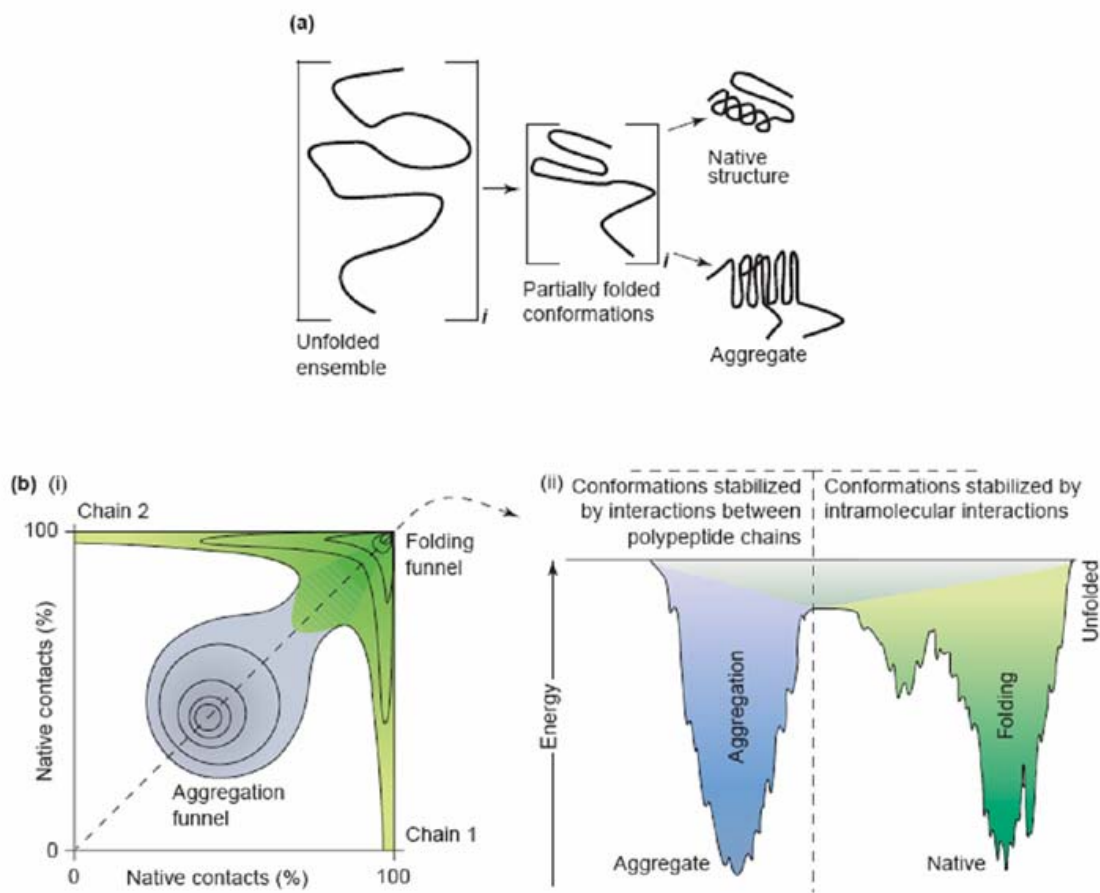 (a)
Unfolded
ensemble
i
Partially folded
conformations
i
Native
structure
Aggregate
(b) (i)
Chain 2
100
Native contacts (%)
0
Folding
funnel
Aggregation
funnel
Chain 1
0
Native contacts (%)
100
(ii)
Conformations stabilized
by interactions between
polypeptide chains
Conformations stabilized by
intramolecular interactions
Energy
Aggregation
Folding
Unfolded
Aggregate
Native